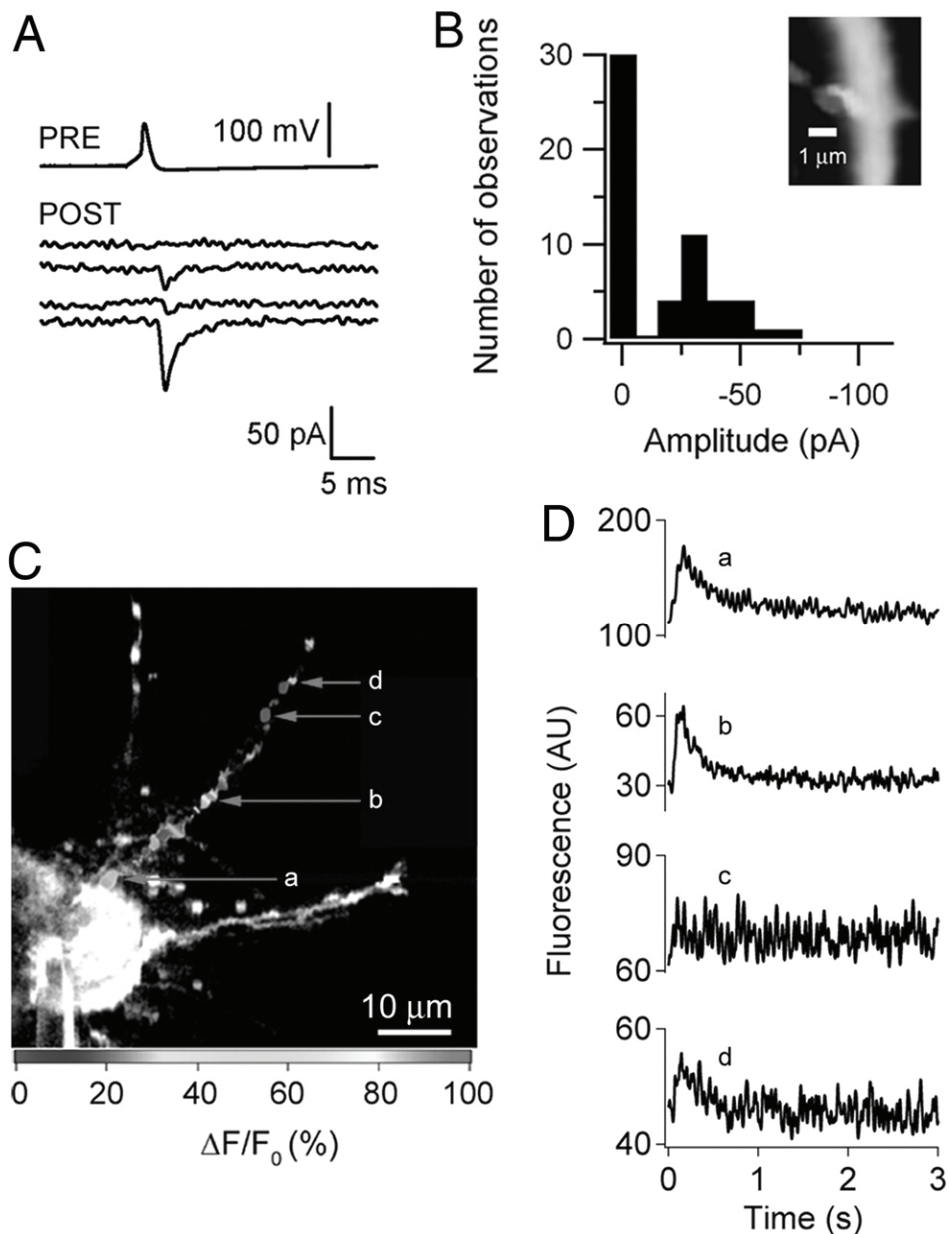 A
PRE
100 mV
POST
50 pA
5 ms
B
Number of observations
30
20
10
0
0
-50
-100
Amplitude (pA)
1 μm
C
d
c
b
a
10 μm
0 20 40 60 80 100
ΔF/F₀ (%)
D
Fluorescence (AU)
200
a
100
60
b
30
90
c
60
60
d
40
0 1 2 3
Time (s)